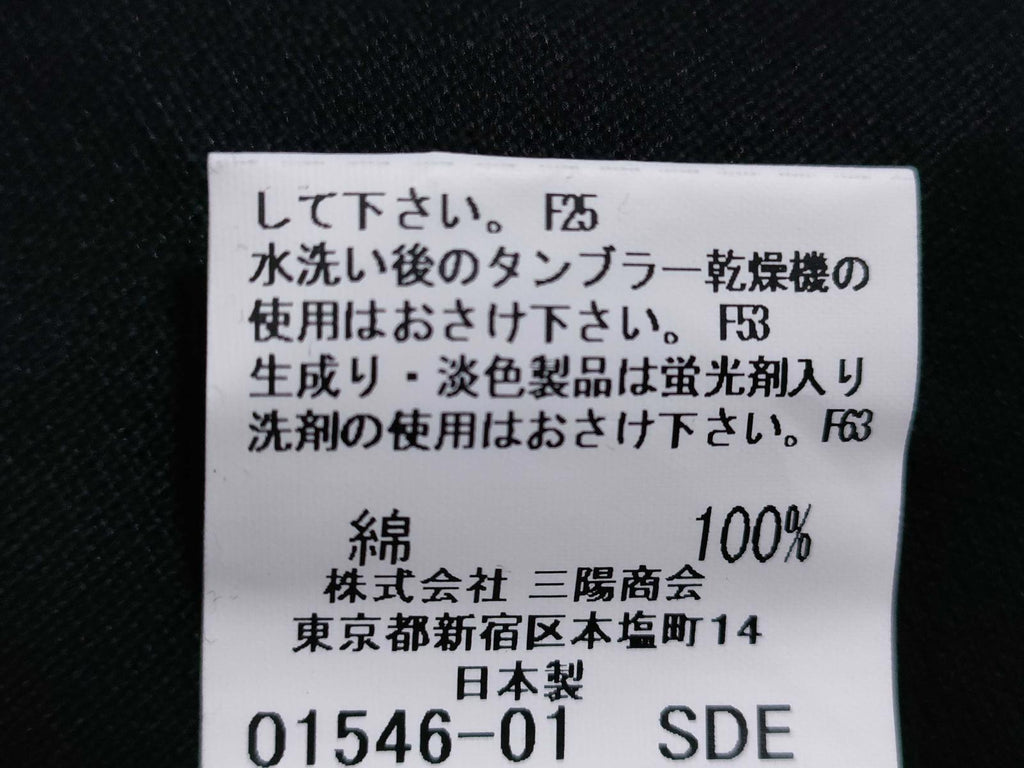 して下さい。 F25
水洗い後のタンブラー乾燥機の
使用はおさけ下さい。 F53
生成り・淡色製品は蛍光剤入り
洗剤の使用はおさけ下さい。F63
綿 100%
株式会社 三陽商会
東京都新宿区本塩町14
日本製
01546-01 SDE